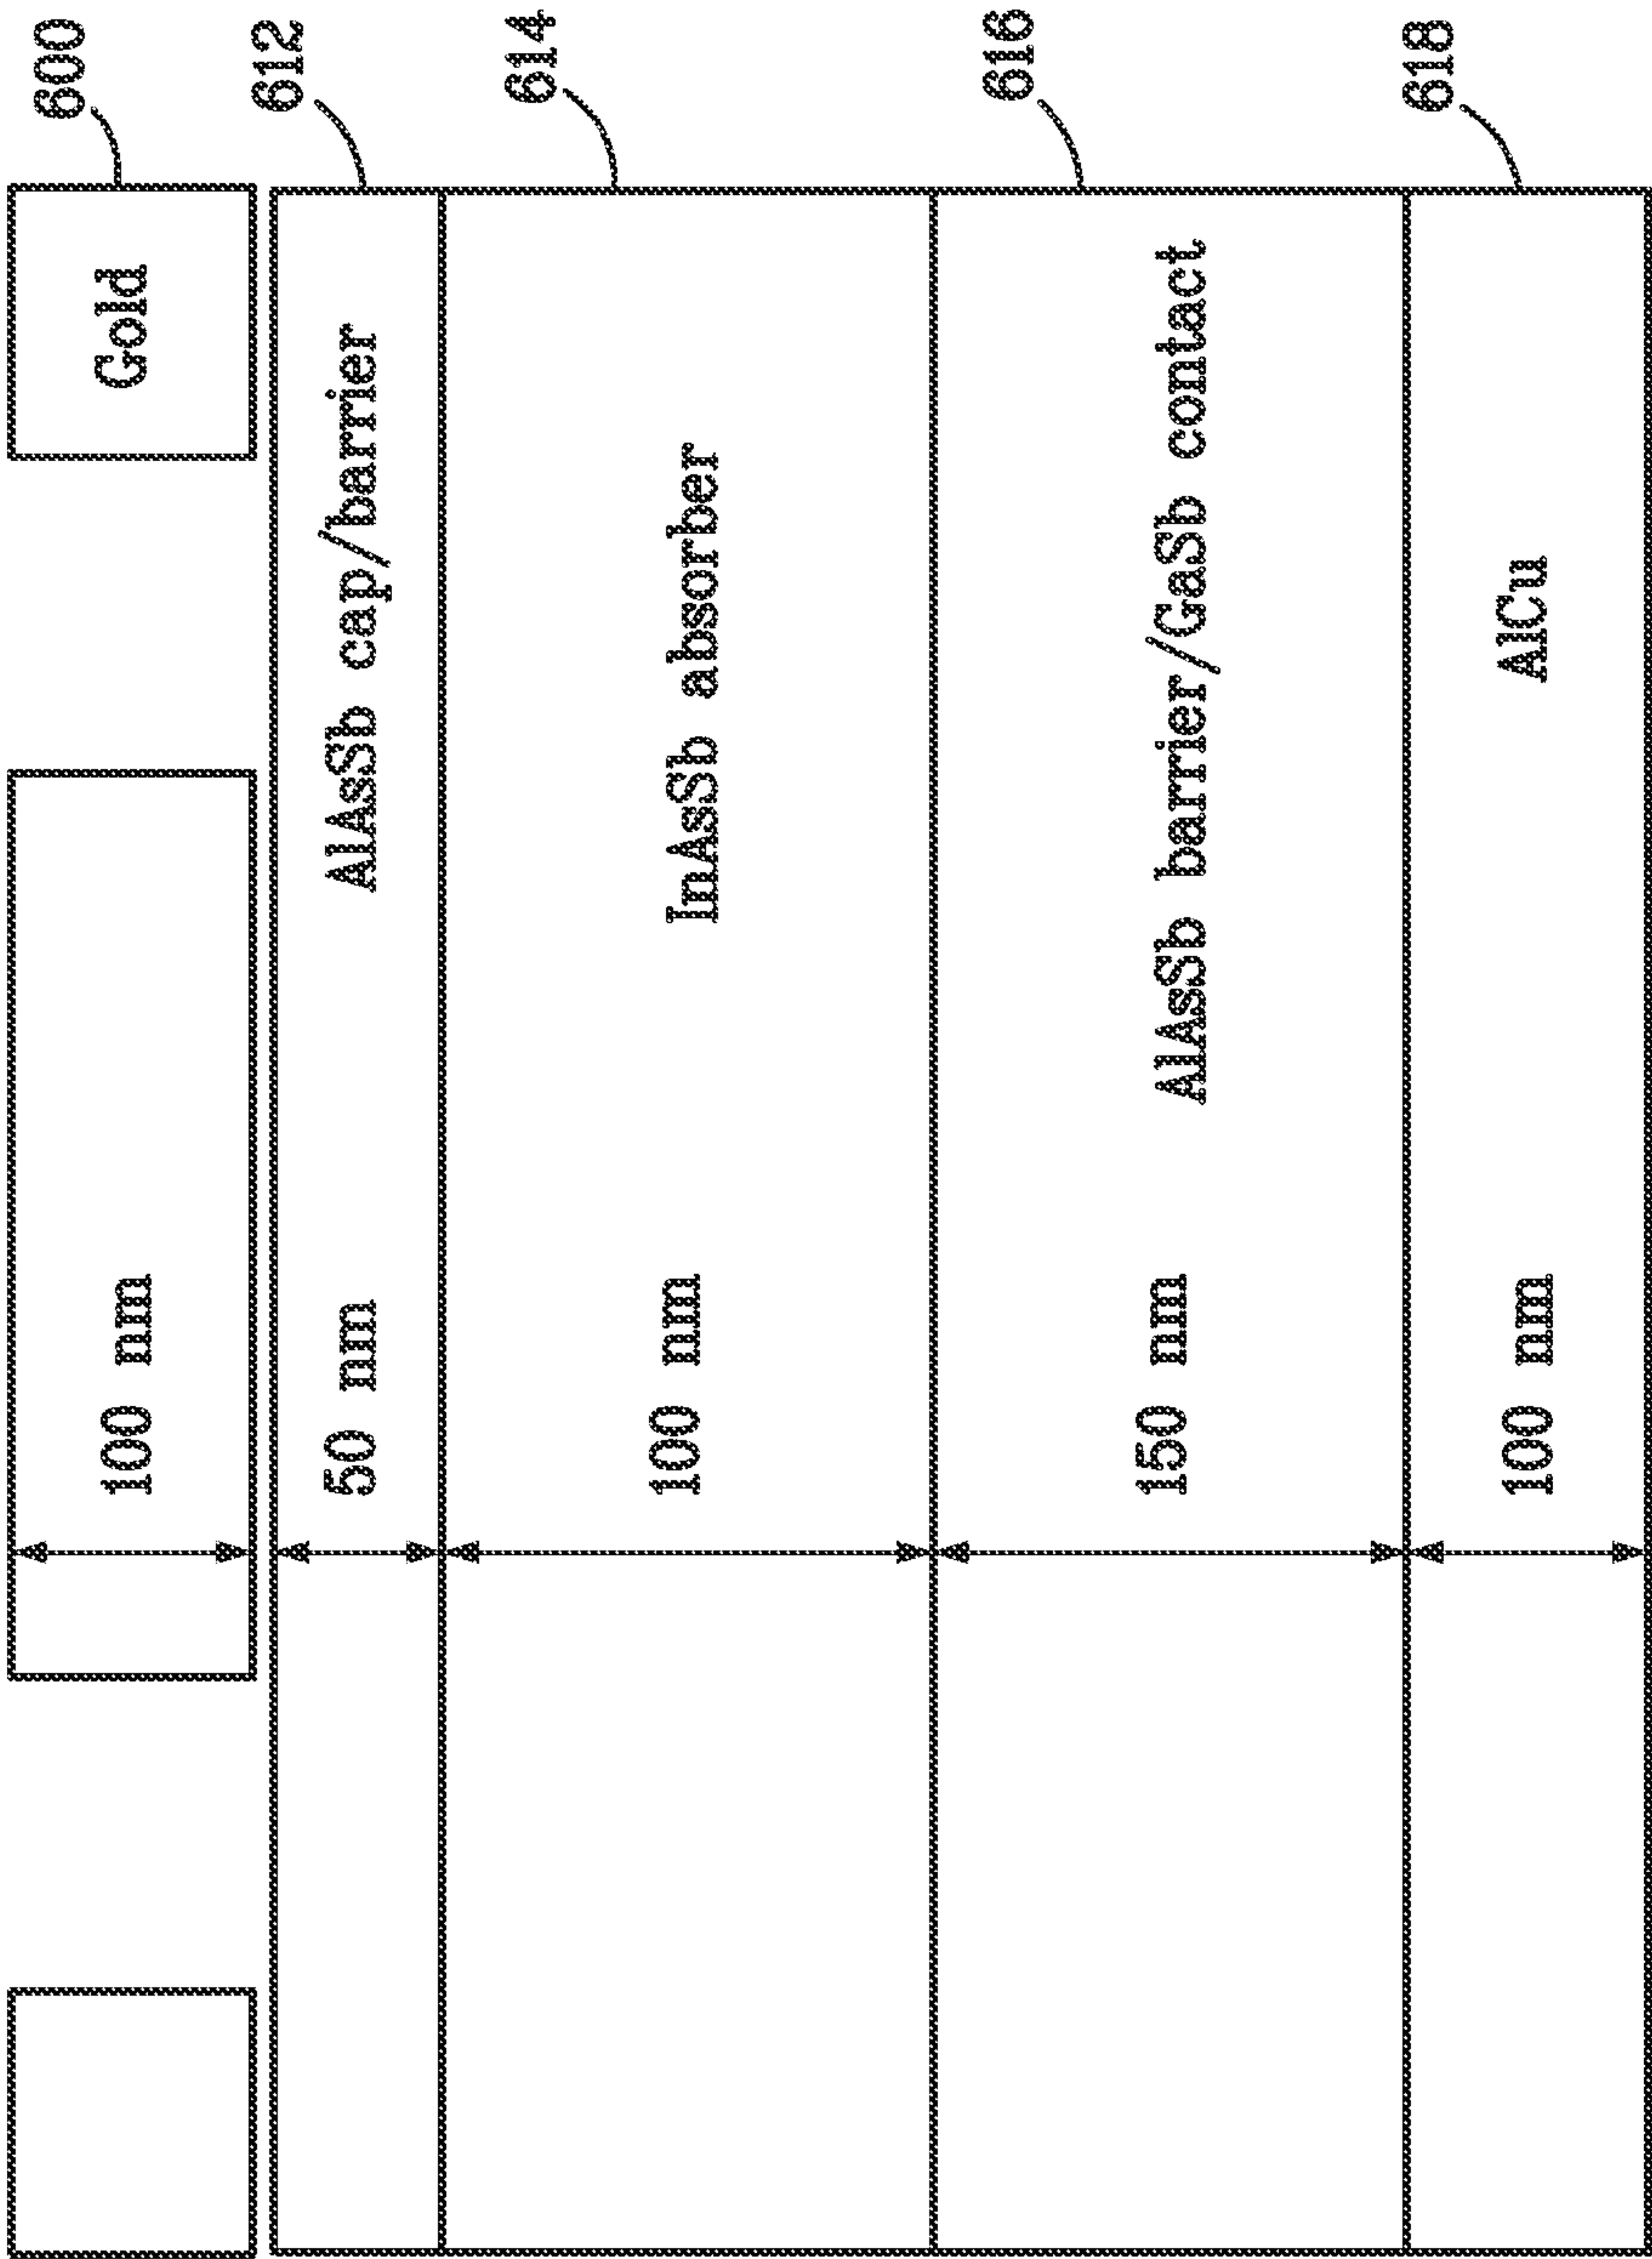 100 nm Gold 600
50 nm AlAsSb cap/barrier 612
100 nm InAsSb absorber 614
150 nm AlAsSb barrier/GaSb contact 616
100 nm AlCu 618